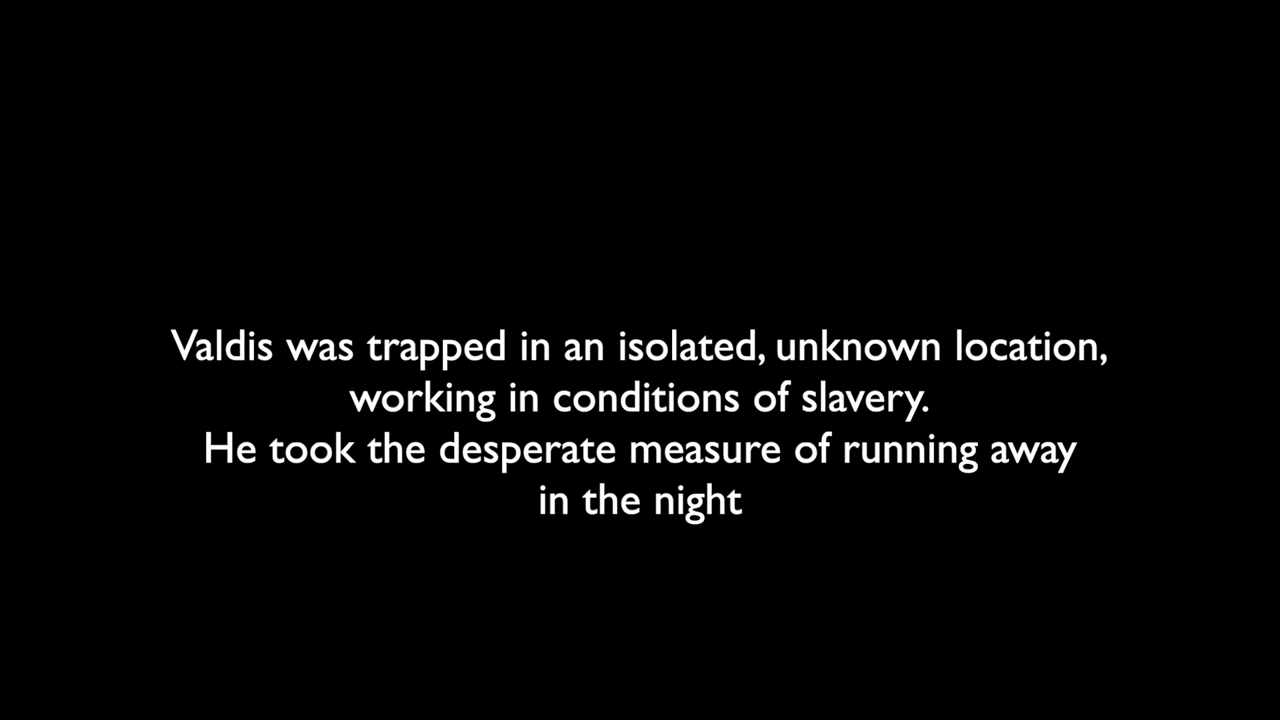 Valdis was trapped in an isolated, unknown location,
working in conditions of slavery.
He took the desperate measure of running away
in the night